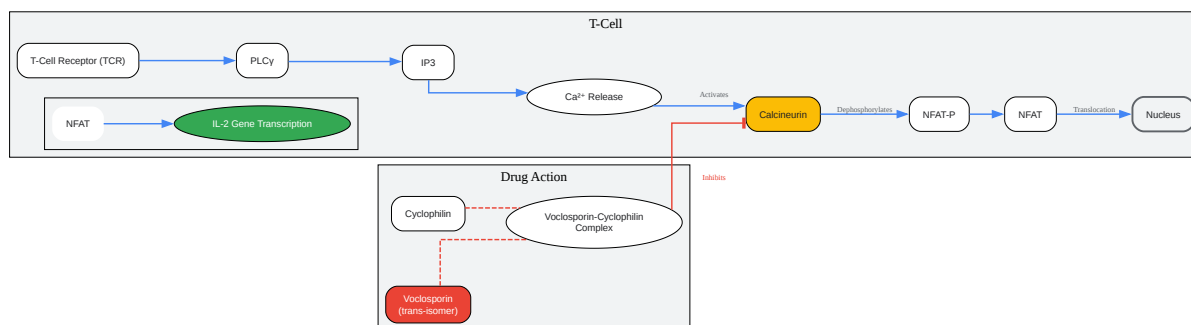 T-Cell
T-Cell Receptor (TCR)
PLCγ
IP3
Ca²⁺ Release
Activates
Calcineurin
Dephosphorylates
NFAT-P
NFAT
Translocation
Nucleus
NFAT
IL-2 Gene Transcription
Inhibits
Drug Action
Cyclophilin
Voclosporin-Cyclophilin
Complex
Voclosporin
(trans-isomer)